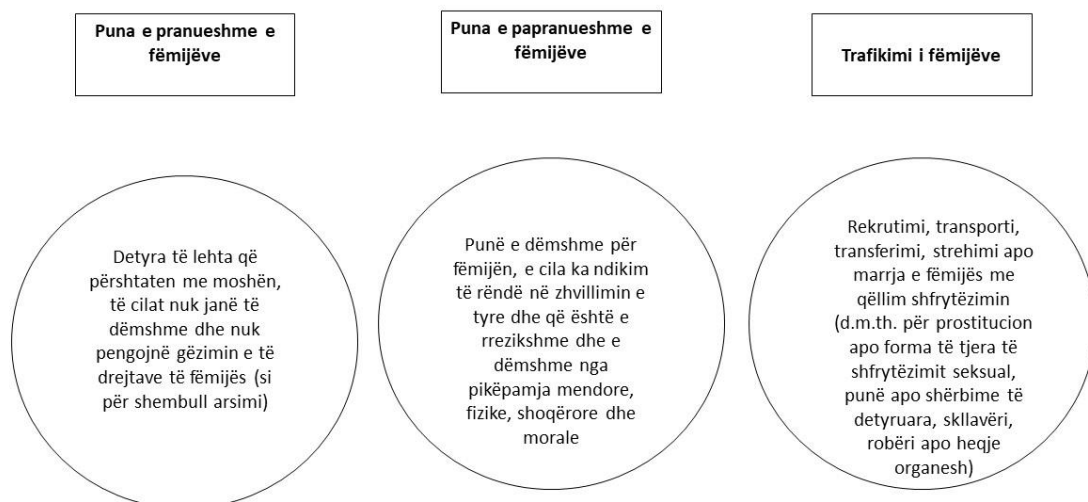 Puna e pranueshme e
fëmijëve
Detyra të lehta që
përshtaten me moshën,
të cilat nuk janë të
dëmshme dhe nuk
pengojnë gëzimin e të
drejtave të fëmijës (si
për shembull arsimi)
Puna e papranueshme e
fëmijëve
Punë e dëmshme për
fëmijën, e cila ka ndikim
të rëndë në zhvillimin e
tyre dhe që është e
rrezikshme dhe e
dëmshme nga
pikëpamja mendore,
fizike, shoqërore dhe
morale
Trafikimi i fëmijëve
Rekrutimi, transporti,
transferimi, strehimi apo
marrja e fëmijës me
qëllim shfrytëzimin
(d.m.th. për prostitucion
apo forma të tjera të
shfrytëzimit seksual,
punë apo shërbime të
detyruara, skllavëri,
robëri apo heqje
organesh)